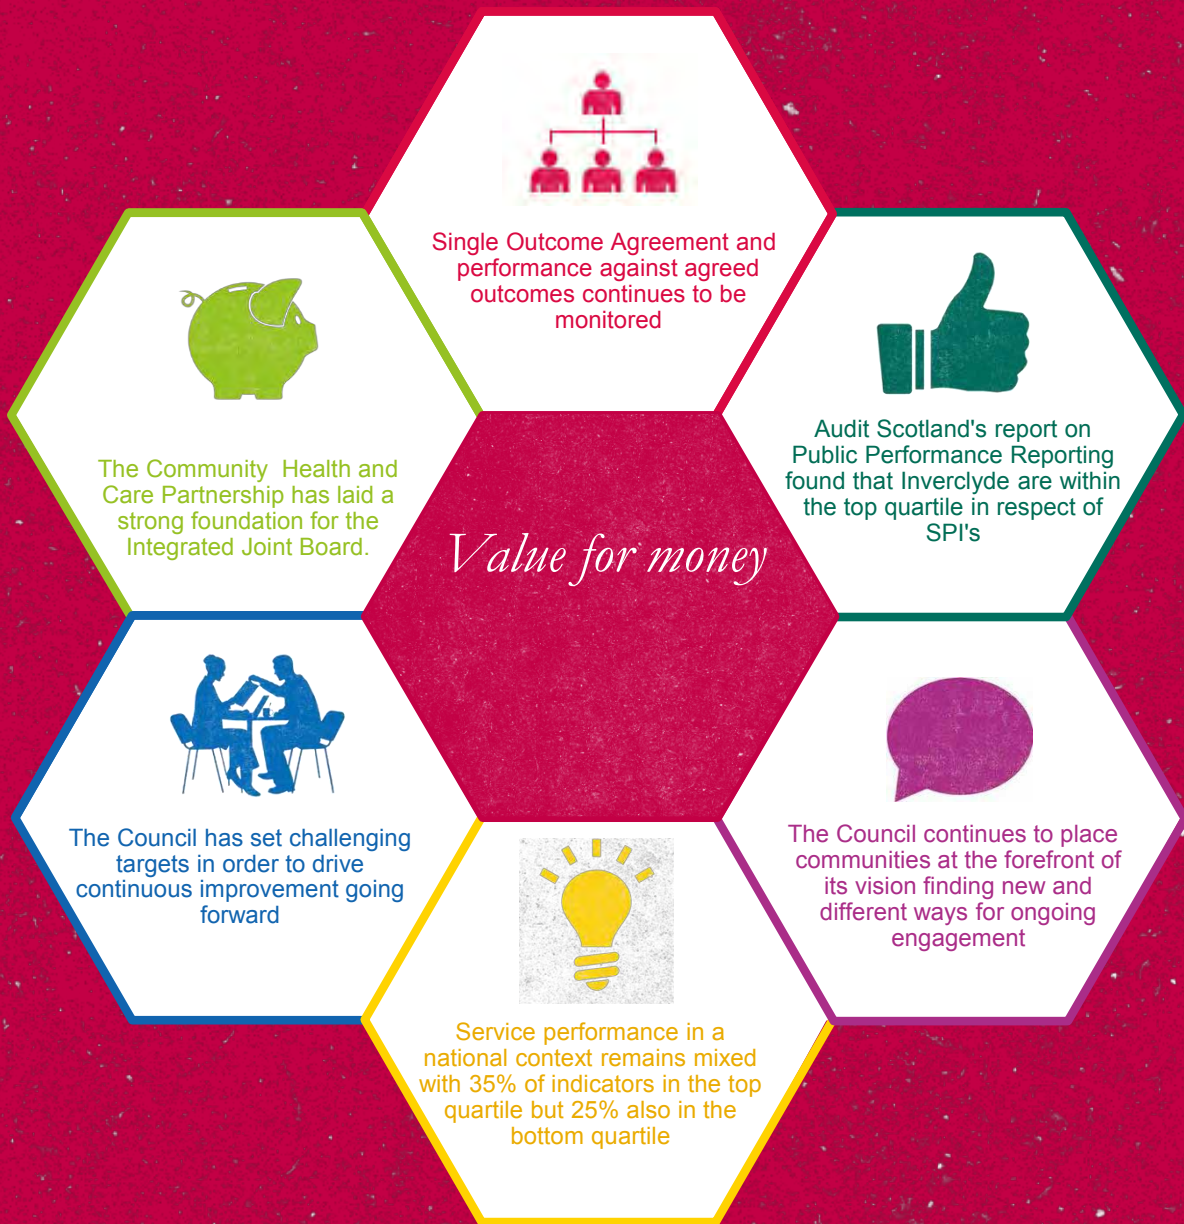 Single Outcome Agreement and
performance against agreed
outcomes continues to be
monitored
The Community Health and
Care Partnership has laid a
strong foundation for the
Integrated Joint Board.
Audit Scotland's report on
Public Performance Reporting
found that Inverclyde are within
the top quartile in respect of
SPI's
Value for money
The Council has set challenging
targets in order to drive
continuous improvement going
forward
The Council continues to place
communities at the forefront of
its vision finding new and
different ways for ongoing
engagement
Service performance in a
national context remains mixed
with 35% of indicators in the top
quartile but 25% also in the
bottom quartile